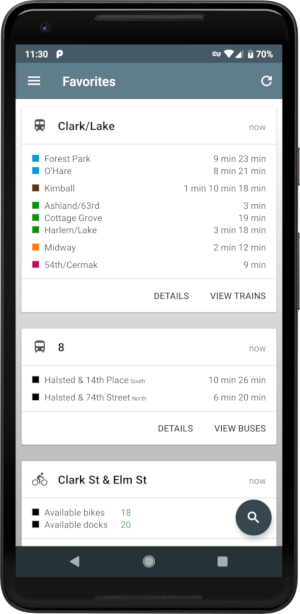 11:30 70%
Favorites
Clark/Lake now
Forest Park 9 min 23 min
O'Hare 8 min 21 min
Kimball 1 min 10 min 18 min
Ashland/63rd 3 min
Cottage Grove 19 min
Harlem/Lake 3 min 18 min
Midway 2 min 12 min
54th/Cermak 9 min
DETAILS VIEW TRAINS
8 now
Halsted & 14th Place South 10 min 26 min
Halsted & 74th Street North 6 min 20 min
DETAILS VIEW BUSES
Clark St & Elm St now
Available bikes 18
Available docks 20